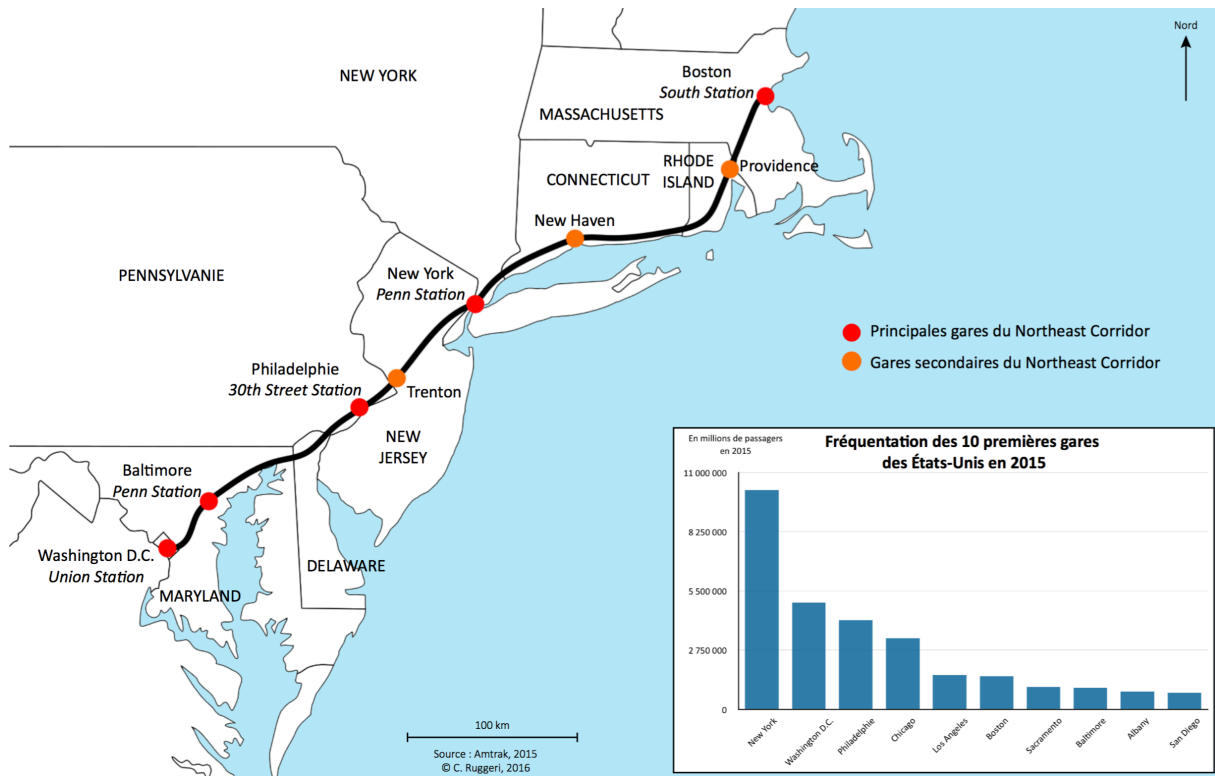 Nord
NEW YORK
Boston
South Station
MASSACHUSETTS
RHODE
ISLAND
Providence
CONNECTICUT
New Haven
PENNSYLVANIE
New York
Penn Station
Principales gares du Northeast Corridor
Gares secondaires du Northeast Corridor
Philadelphie
30th Street Station
Trenton
NEW
JERSEY
Baltimore
Penn Station
Washington D.C.
Union Station
DELAWARE
MARYLAND
100 km
Source : Amtrak, 2015
© C. Ruggeri, 2016
En millions de passagers
en 2015
Fréquentation des 10 premières gares
des États-Unis en 2015
11 000 000
8 250 000
5 500 000
2 750 000
0
New York
Washington D.C.
Philadelphie
Chicago
Los Angeles
Boston
Sacramento
Baltimore
Albany
San Diego